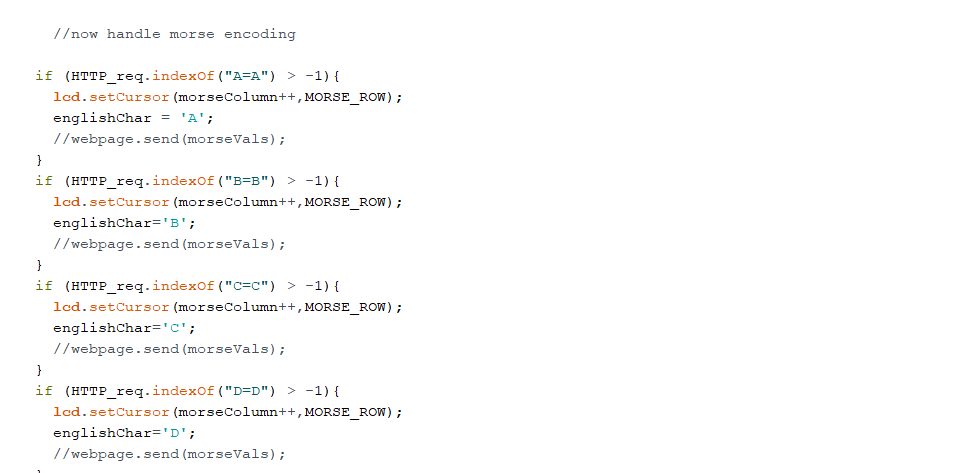 //now handle morse encoding
if (HTTP_req.indexOf("A=A") > -1){
lcd.setCursor(morseColumn++,MORSE_ROW);
englishChar = 'A';
//webpage.send(morseVals);
}
if (HTTP_req.indexOf("B=B") > -1){
lcd.setCursor(morseColumn++,MORSE_ROW);
englishChar='B';
//webpage.send(morseVals);
}
if (HTTP_req.indexOf("C=C") > -1){
lcd.setCursor(morseColumn++,MORSE_ROW);
englishChar='C';
//webpage.send(morseVals);
}
if (HTTP_req.indexOf("D=D") > -1){
lcd.setCursor(morseColumn++,MORSE_ROW);
englishChar='D';
//webpage.send(morseVals);